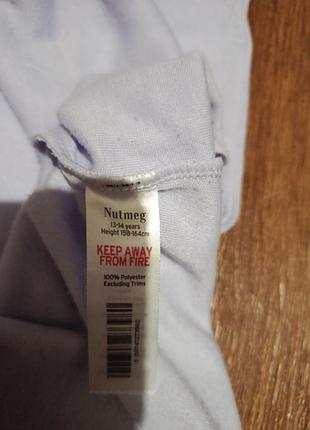 Nutmeg
13-14 years
Height 158-164cm
KEEP AWAY
FROM FIRE
100% Polyester
Excluding Trims